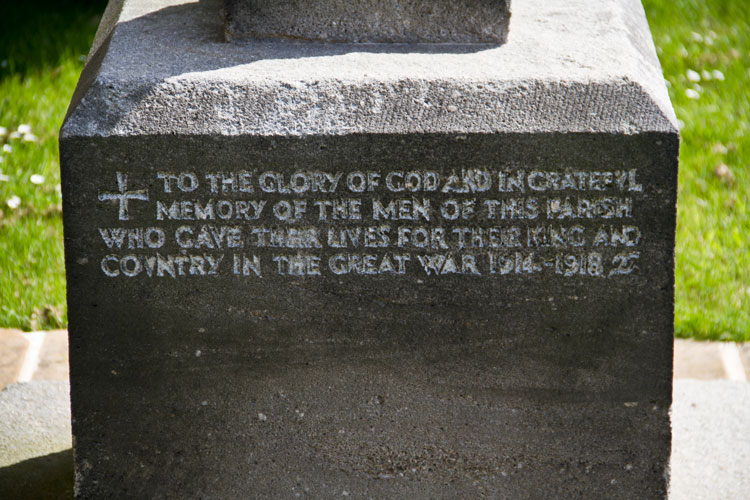 TO THE GLORY OF GOD AND IN GRATEFVL
MEMORY OF THE MEN OF THIS PARISH
WHO GAVE THEIR LIVES FOR THEIR KING AND
COVNTRY IN THE GREAT WAR 1914–1918